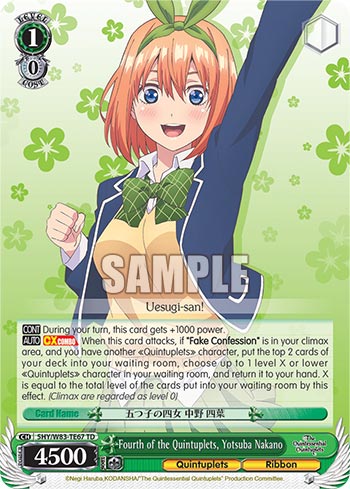 LEVEL
1
0
COST
SAMPLE
Uesugi-san!
CONT During your turn, this card gets +1000 power.
AUTO CX COMBO When this card attacks, if "Fake Confession" is in your climax
area, and you have another «Quintuplets» character, put the top 2 cards of
your deck into your waiting room, choose up to 1 level X or lower
«Quintuplets» character in your waiting room, and return it to your hand. X
is equal to the total level of the cards put into your waiting room by this
effect. (Climax are regarded as level 0)
Card Name 五つ子の四女 中野 四葉
CH 5HY/W83-TE67 TD Fourth of the Quintuplets, Yotsuba Nakano
The Quintessential Quintuplets
4500 Quintuplets Ribbon
©Negi Haruba,KODANSHA/"The Quintessential Quintuplets" Production Committee.